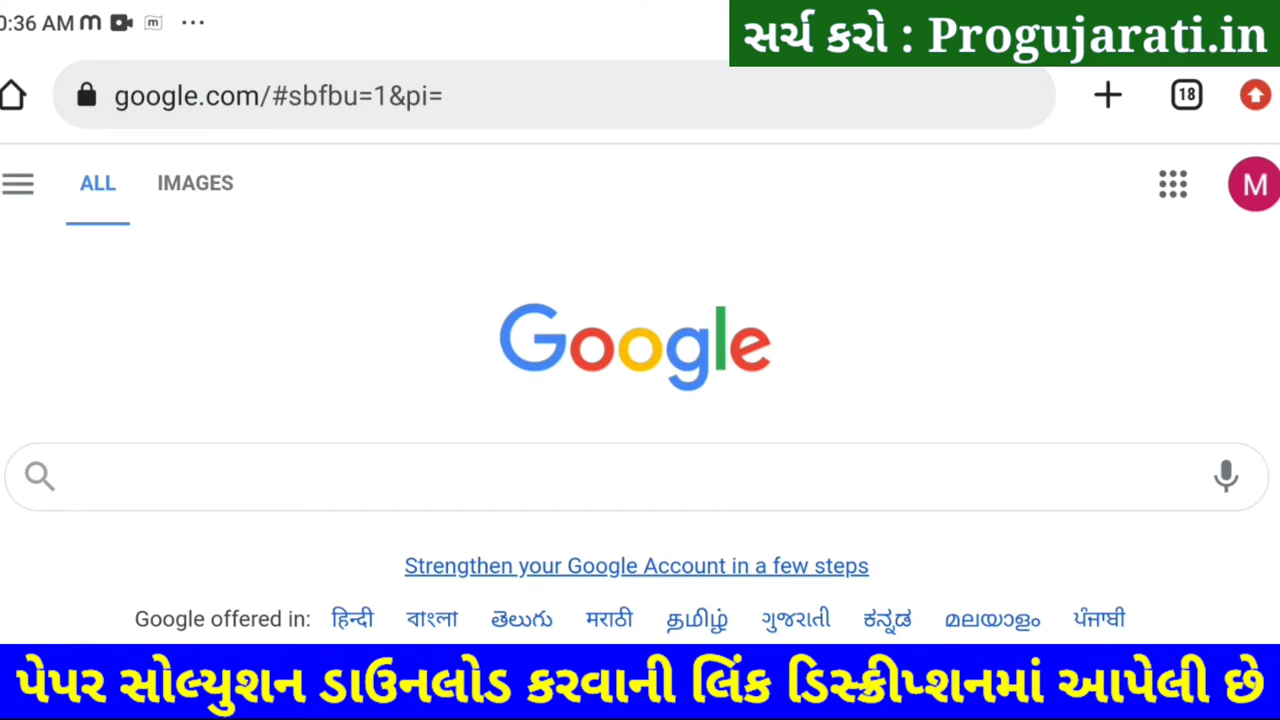 0:36 AM m m ...
સર્ચ કરો : Progujarati.in
google.com/#sbfbu=1&pi=
18
ALL IMAGES
M
Google
Strengthen your Google Account in a few steps
Google offered in: हिन्दी বাংলা తెలుగు मराठी தமிழ் ગુજરાતી ಕನ್ನಡ മലയാളം ਪੰਜਾਬੀ
પેપર સોલ્યુશન ડાઉનલોડ કરવાની લિંક ડિસ્ક્રીપ્શનમાં આપેલી છે